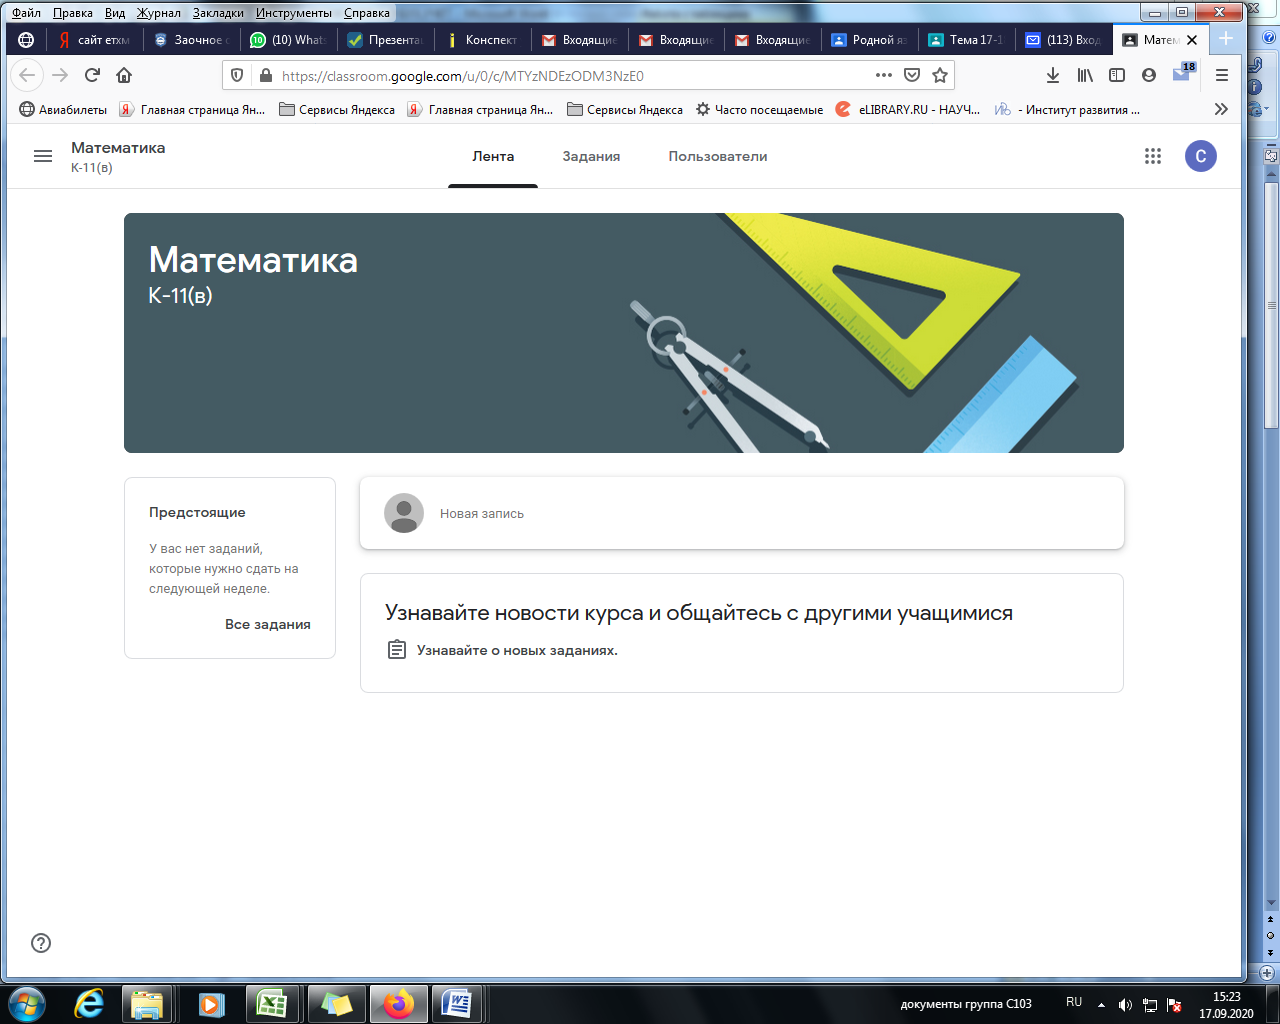 Файл Правка Вид Журнал Закладки Инструменты Справка
сайт етхм Заочное (10) Whats Презентац Конспект Входящие Входящие Входящие Родной яз Тема 17-1 (113) Вход Матем
https://classroom.google.com/u/0/c/MTYzNDEzODM3NzE0
18
Авиабилеты Главная страница Ян... Сервисы Яндекса Главная страница Ян... Сервисы Яндекса Часто посещаемые eLIBRARY.RU - НАУЧ... - Институт развития ...
Математика
К-11(в)
Лента Задания Пользователи
С
Математика
К-11(в)
Предстоящие
У вас нет заданий,
которые нужно сдать на
следующей неделе.
Все задания
Новая запись
Узнавайте новости курса и общайтесь с другими учащимися
Узнавайте о новых заданиях.
документы группа С103 RU
15:23
17.09.2020